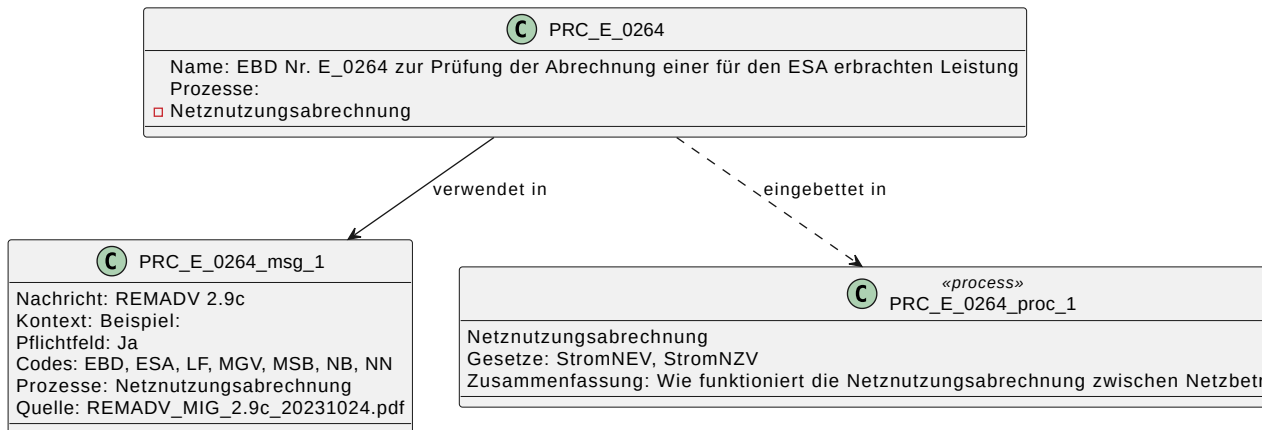 C PRC_E_0264
Name: EBD Nr. E_0264 zur Prüfung der Abrechnung einer für den ESA erbrachten Leistung
Prozesse:
Netznutzungsabrechnung
verwendet in
eingebettet in
C PRC_E_0264_msg_1
Nachricht: REMADV 2.9c
Kontext: Beispiel:
Pflichtfeld: Ja
Codes: EBD, ESA, LF, MGV, MSB, NB, NN
Prozesse: Netznutzungsabrechnung
Quelle: REMADV_MIG_2.9c_20231024.pdf
C «process»
PRC_E_0264_proc_1
Netznutzungsabrechnung
Gesetze: StromNEV, StromNZV
Zusammenfassung: Wie funktioniert die Netznutzungsabrechnung zwischen